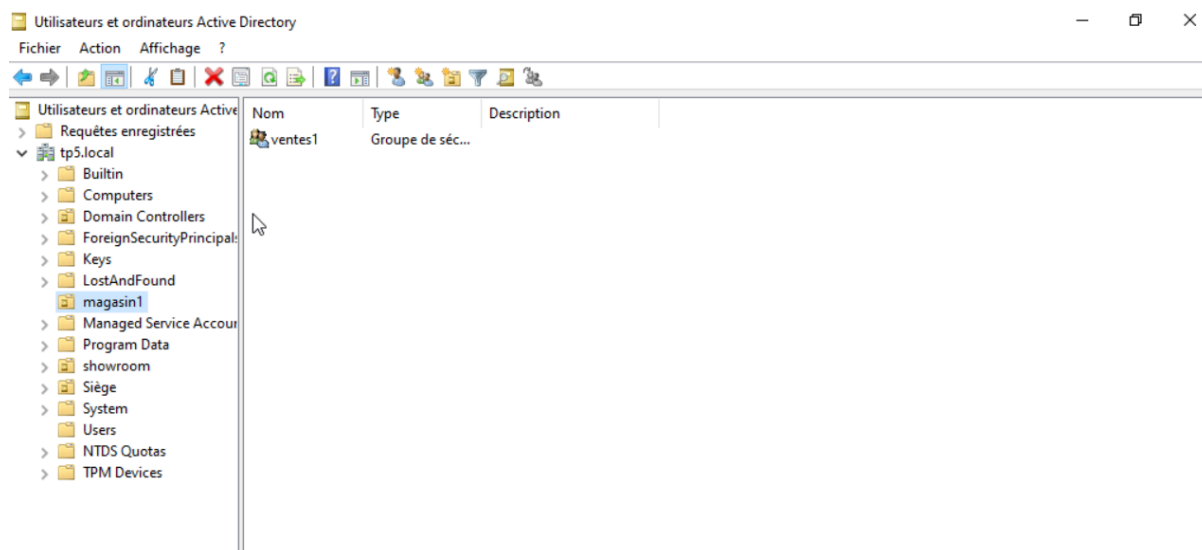 Utilisateurs et ordinateurs Active Directory
Fichier Action Affichage ?
Utilisateurs et ordinateurs Active
Requêtes enregistrées
tp5.local
Builtin
Computers
Domain Controllers
ForeignSecurityPrincipals
Keys
LostAndFound
magasin1
Managed Service Accour
Program Data
showroom
Siège
System
Users
NTDS Quotas
TPM Devices
Nom Type Description
ventes1 Groupe de séc...